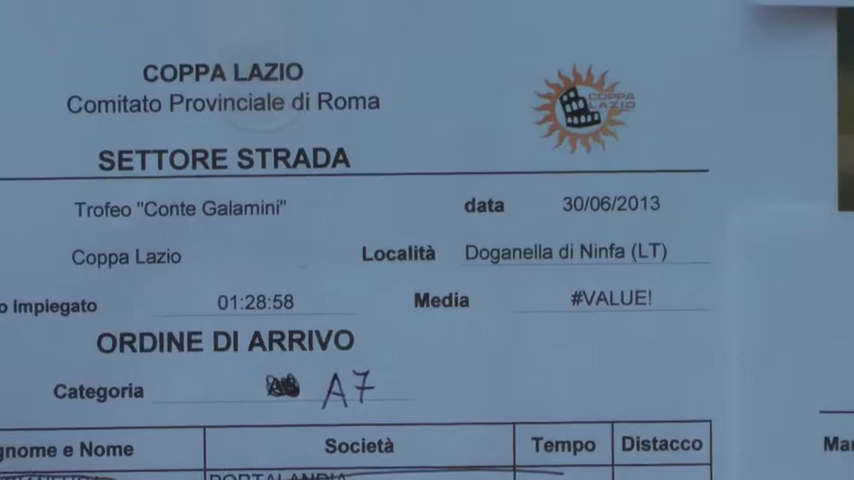 COPPA LAZIO
Comitato Provinciale di Roma
COPPA
LAZIO
SETTORE STRADA
Trofeo "Conte Galamini" data 30/06/2013
Coppa Lazio Località Doganella di Ninfa (LT)
o Impiegato 01:28:58 Media #VALUE!
ORDINE DI ARRIVO
Categoria A7
gnome e Nome Società Tempo Distacco
PORTALANDIA
Mar